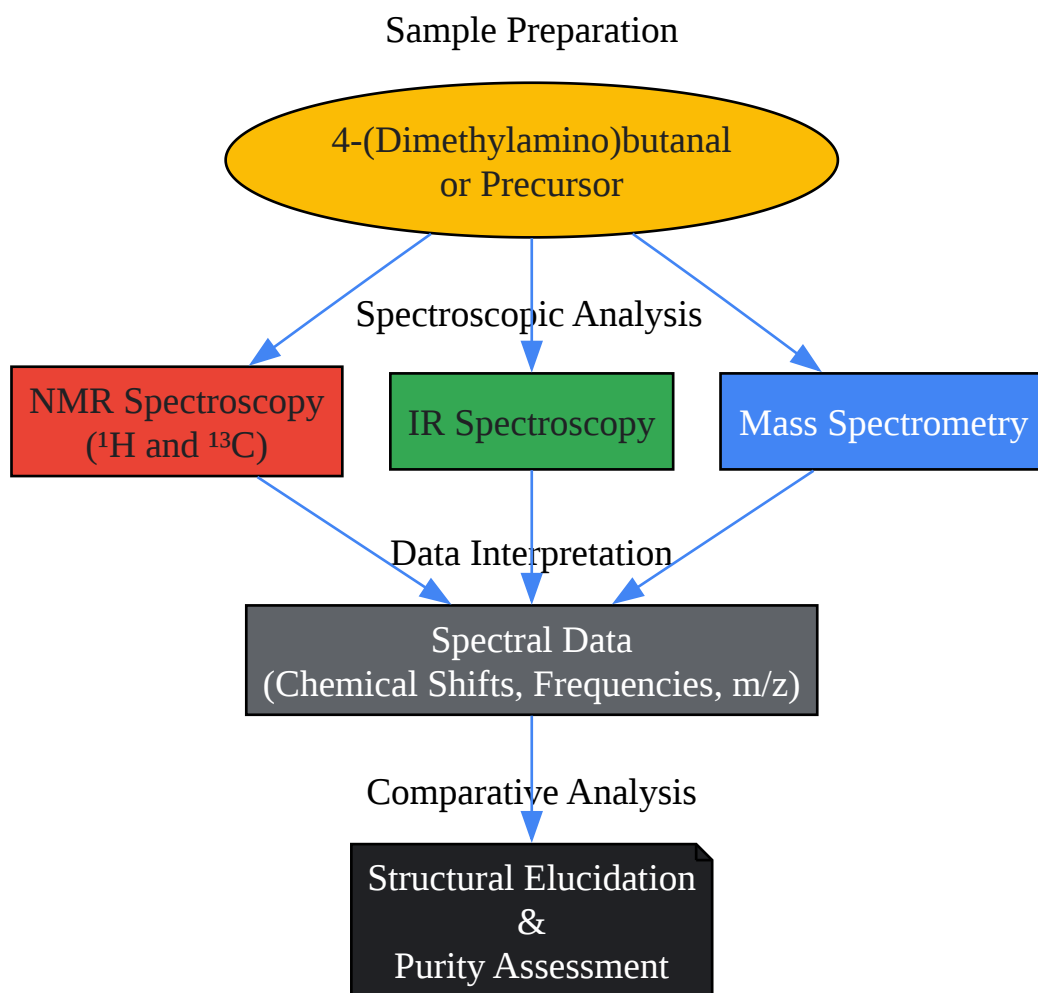 Sample Preparation
4-(Dimethylamino)butanal
or Precursor
Spectroscopic Analysis
NMR Spectroscopy
(¹H and ¹³C)
IR Spectroscopy
Mass Spectrometry
Data Interpretation
Spectral Data
(Chemical Shifts, Frequencies, m/z)
Comparative Analysis
Structural Elucidation
&
Purity Assessment